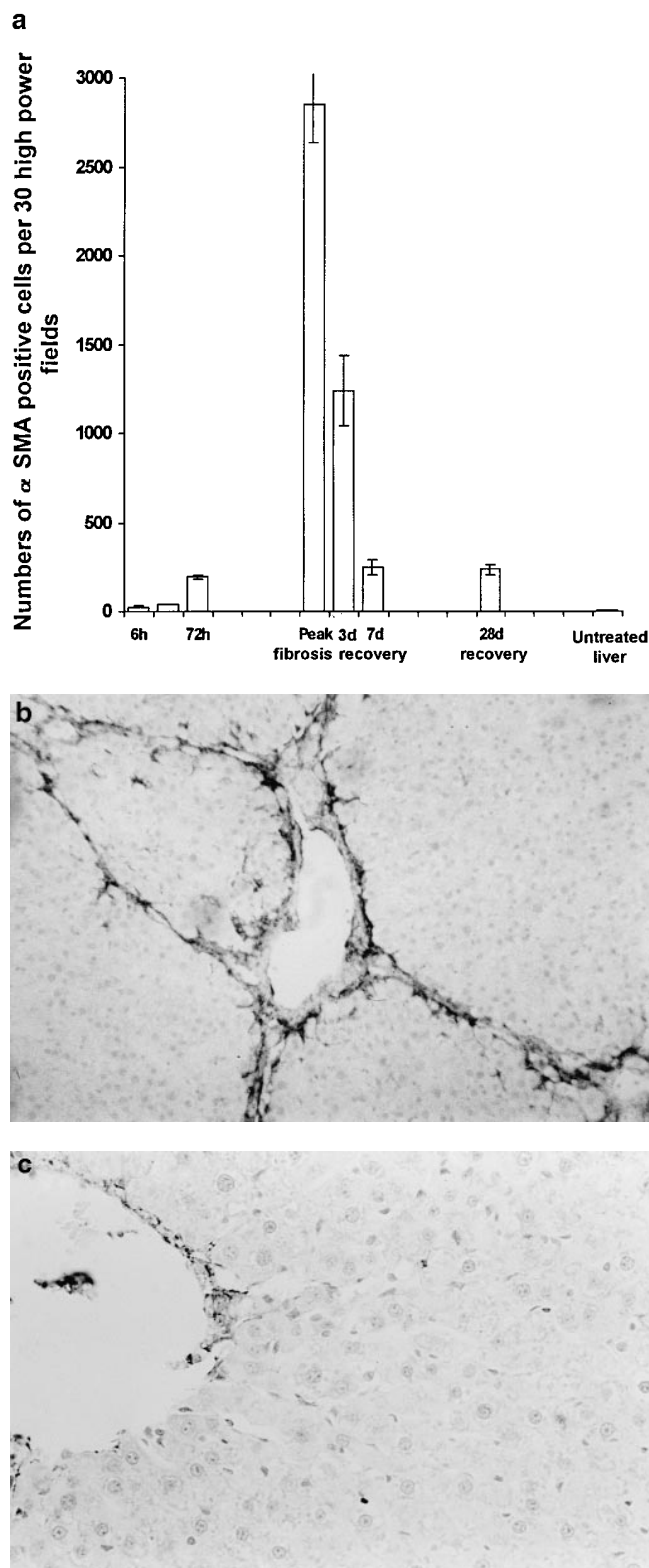 a
Numbers of α SMA positive cells per 30 high power
fields
3000
2500
2000
1500
1000
500
0
6h
72h
Peak
fibrosis
3d
7d
recovery
28d
recovery
Untreated
liver
b
c